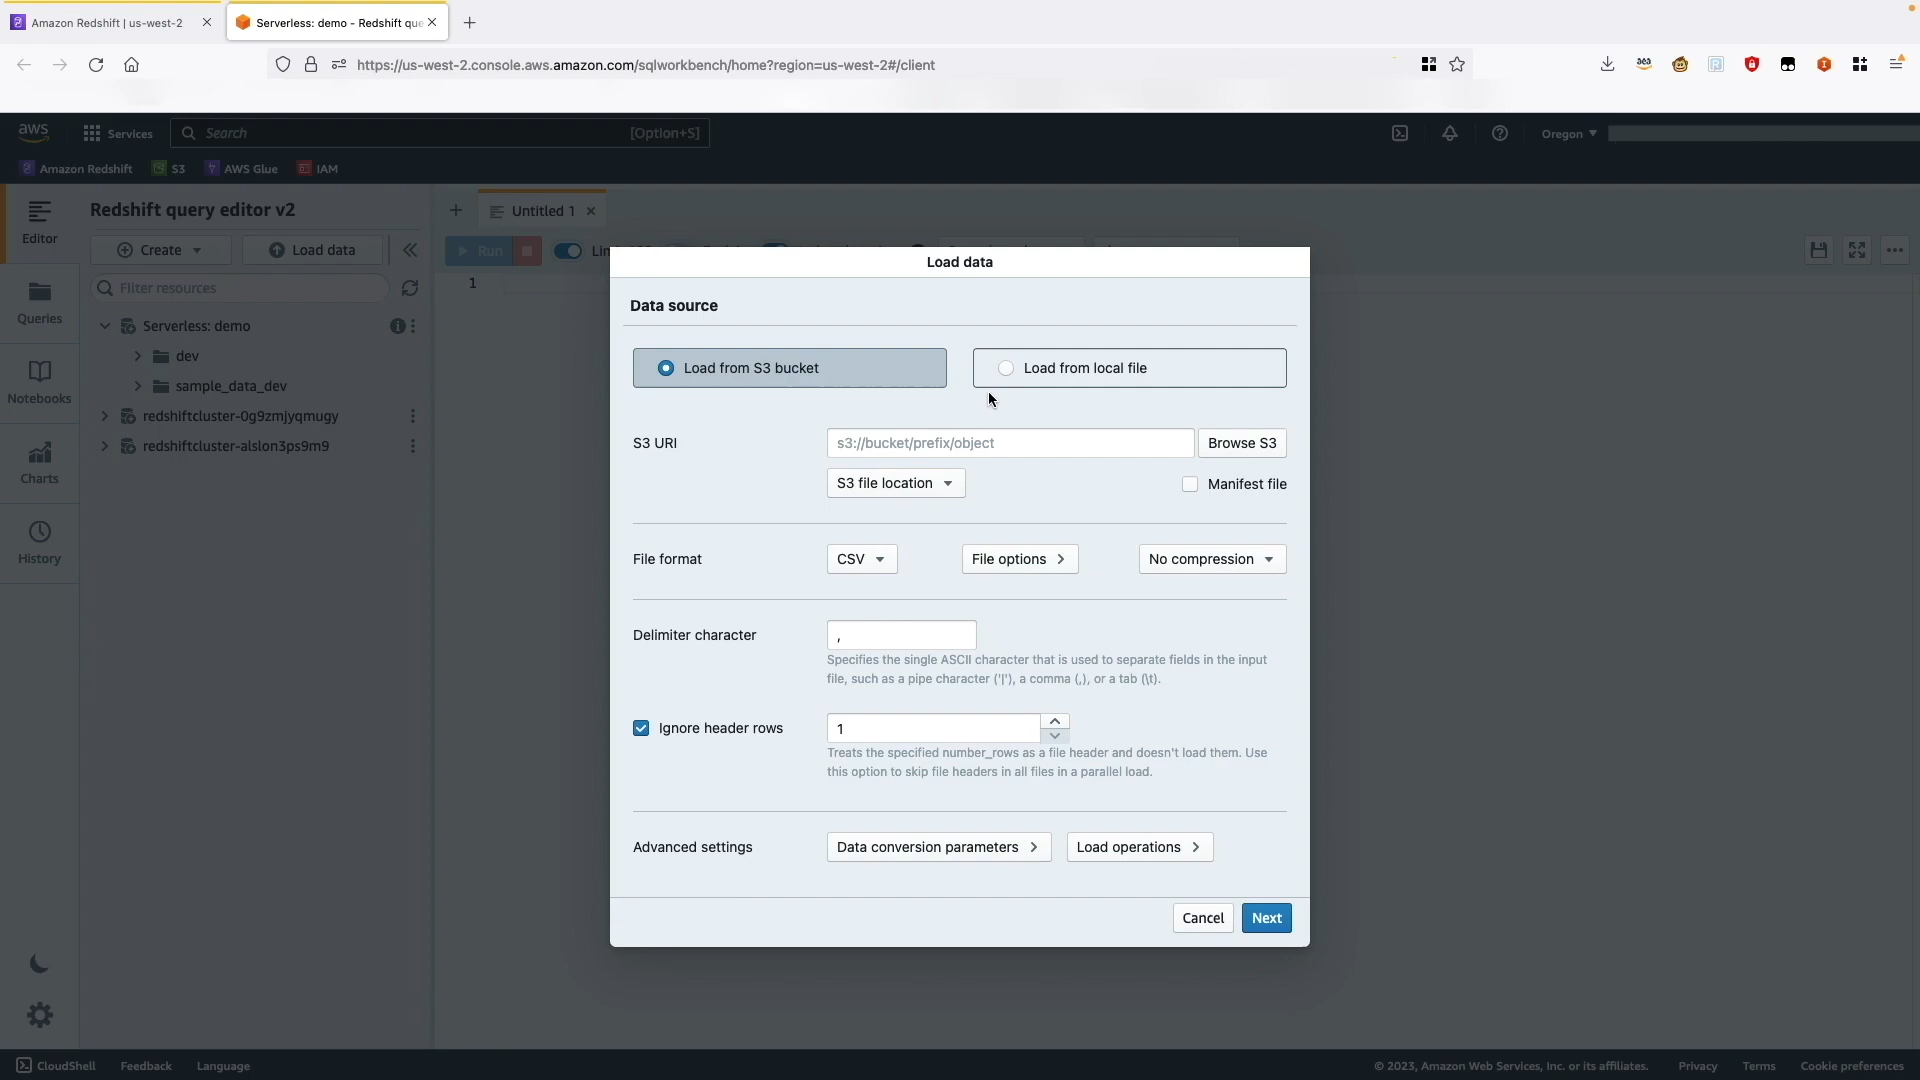 Amazon Redshift | us-west-2
Serverless: demo - Redshift que
https://us-west-2.console.aws.amazon.com/sqlworkbench/home?region=us-west-2#/client
aws
Services
Search
[Option+S]
Oregon
Amazon Redshift
S3
AWS Glue
IAM
Editor
Queries
Notebooks
Charts
History
Redshift query editor v2
Create
Load data
Filter resources
Serverless: demo
dev
sample_data_dev
redshiftcluster-0g9zmjyqmugy
redshiftcluster-alslon3ps9m9
Untitled 1
Run
1
Load data
Data source
Load from S3 bucket
Load from local file
S3 URI
s3://bucket/prefix/object
Browse S3
S3 file location
Manifest file
File format
CSV
File options
No compression
Delimiter character
,
Specifies the single ASCII character that is used to separate fields in the input
file, such as a pipe character ('|'), a comma (,), or a tab (\t).
Ignore header rows
1
Treats the specified number_rows as a file header and doesn't load them. Use
this option to skip file headers in all files in a parallel load.
Advanced settings
Data conversion parameters
Load operations
Cancel
Next
CloudShell
Feedback
Language
© 2023, Amazon Web Services, Inc. or its affiliates.
Privacy
Terms
Cookie preferences